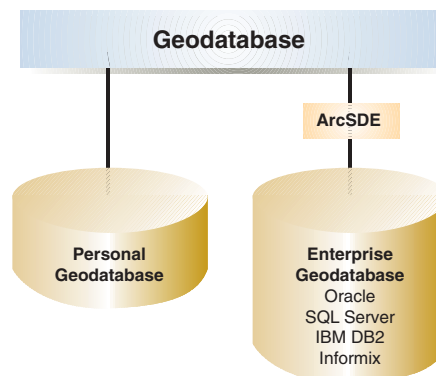 Geodatabase
ArcSDE
Personal
Geodatabase
Enterprise
Geodatabase
Oracle
SQL Server
IBM DB2
Informix